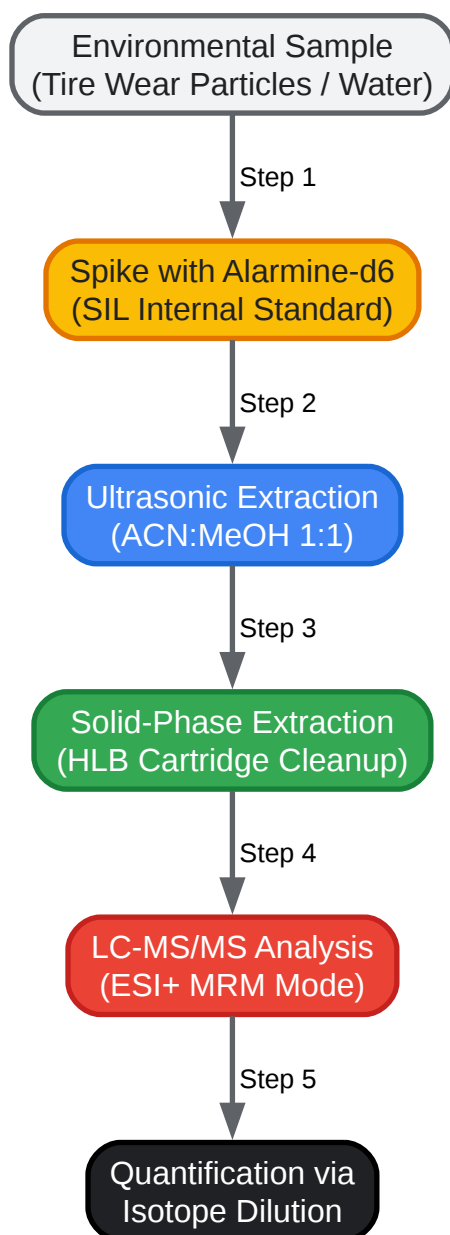 Environmental Sample
(Tire Wear Particles / Water)
Step 1
Spike with Alarmine-d6
(SIL Internal Standard)
Step 2
Ultrasonic Extraction
(ACN:MeOH 1:1)
Step 3
Solid-Phase Extraction
(HLB Cartridge Cleanup)
Step 4
LC-MS/MS Analysis
(ESI+ MRM Mode)
Step 5
Quantification via
Isotope Dilution